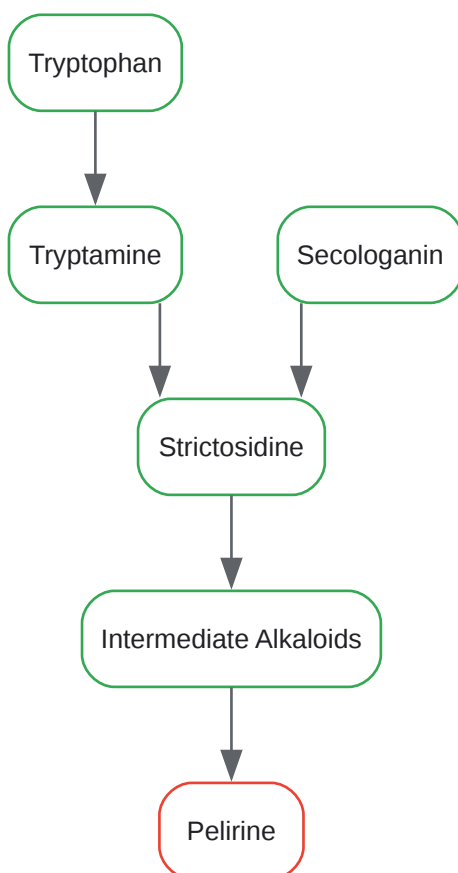 Tryptophan
Tryptamine
Secologanin
Strictosidine
Intermediate Alkaloids
Pelirine